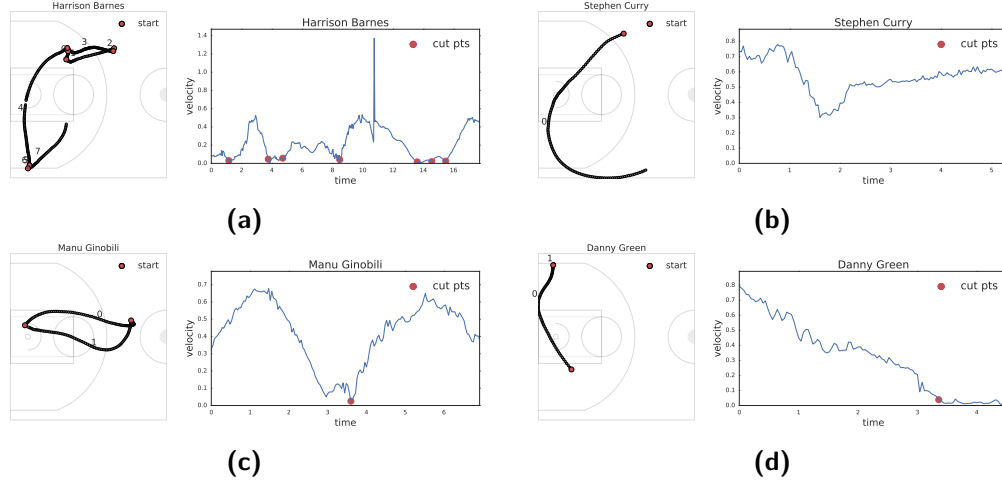 Harrison Barnes
start
3
2
4
7
Harrison Barnes
cut pts
velocity
1.4
1.2
1.0
0.8
0.6
0.4
0.2
0.0
0 2 4 6 8 10 12 14 16
time
(a)
Stephen Curry
start
0
Stephen Curry
cut pts
velocity
0.8
0.7
0.6
0.5
0.4
0.3
0.2
0.1
0.0
0 1 2 3 4 5
time
(b)
Manu Ginobili
start
0
1
Manu Ginobili
cut pts
velocity
0.7
0.6
0.5
0.4
0.3
0.2
0.1
0.0
0 1 2 3 4 5 6
time
(c)
Danny Green
start
1
0
Danny Green
cut pts
velocity
0.8
0.7
0.6
0.5
0.4
0.3
0.2
0.1
0.0
0 1 2 3 4
time
(d)